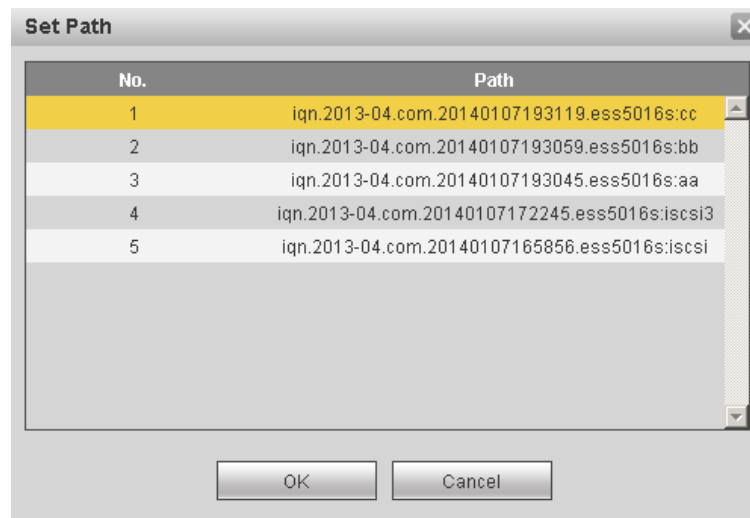 Set Path
No. Path
1 iqn.2013-04.com.20140107193119.ess5016s:cc
2 iqn.2013-04.com.20140107193059.ess5016s:bb
3 iqn.2013-04.com.20140107193045.ess5016s:aa
4 iqn.2013-04.com.20140107172245.ess5016s:iscsi3
5 iqn.2013-04.com.20140107165856.ess5016s:iscsi
OK Cancel